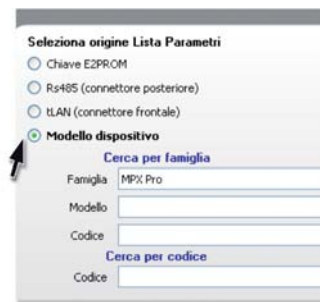 Seleziona origine Lista Parametri
Chiave E2PROM
Rs485 (connettore posteriore)
tLAN (connettore frontale)
Modello dispositivo
Cerca per famiglia
Famiglia MPX Pro
Modello
Codice
Cerca per codice
Codice